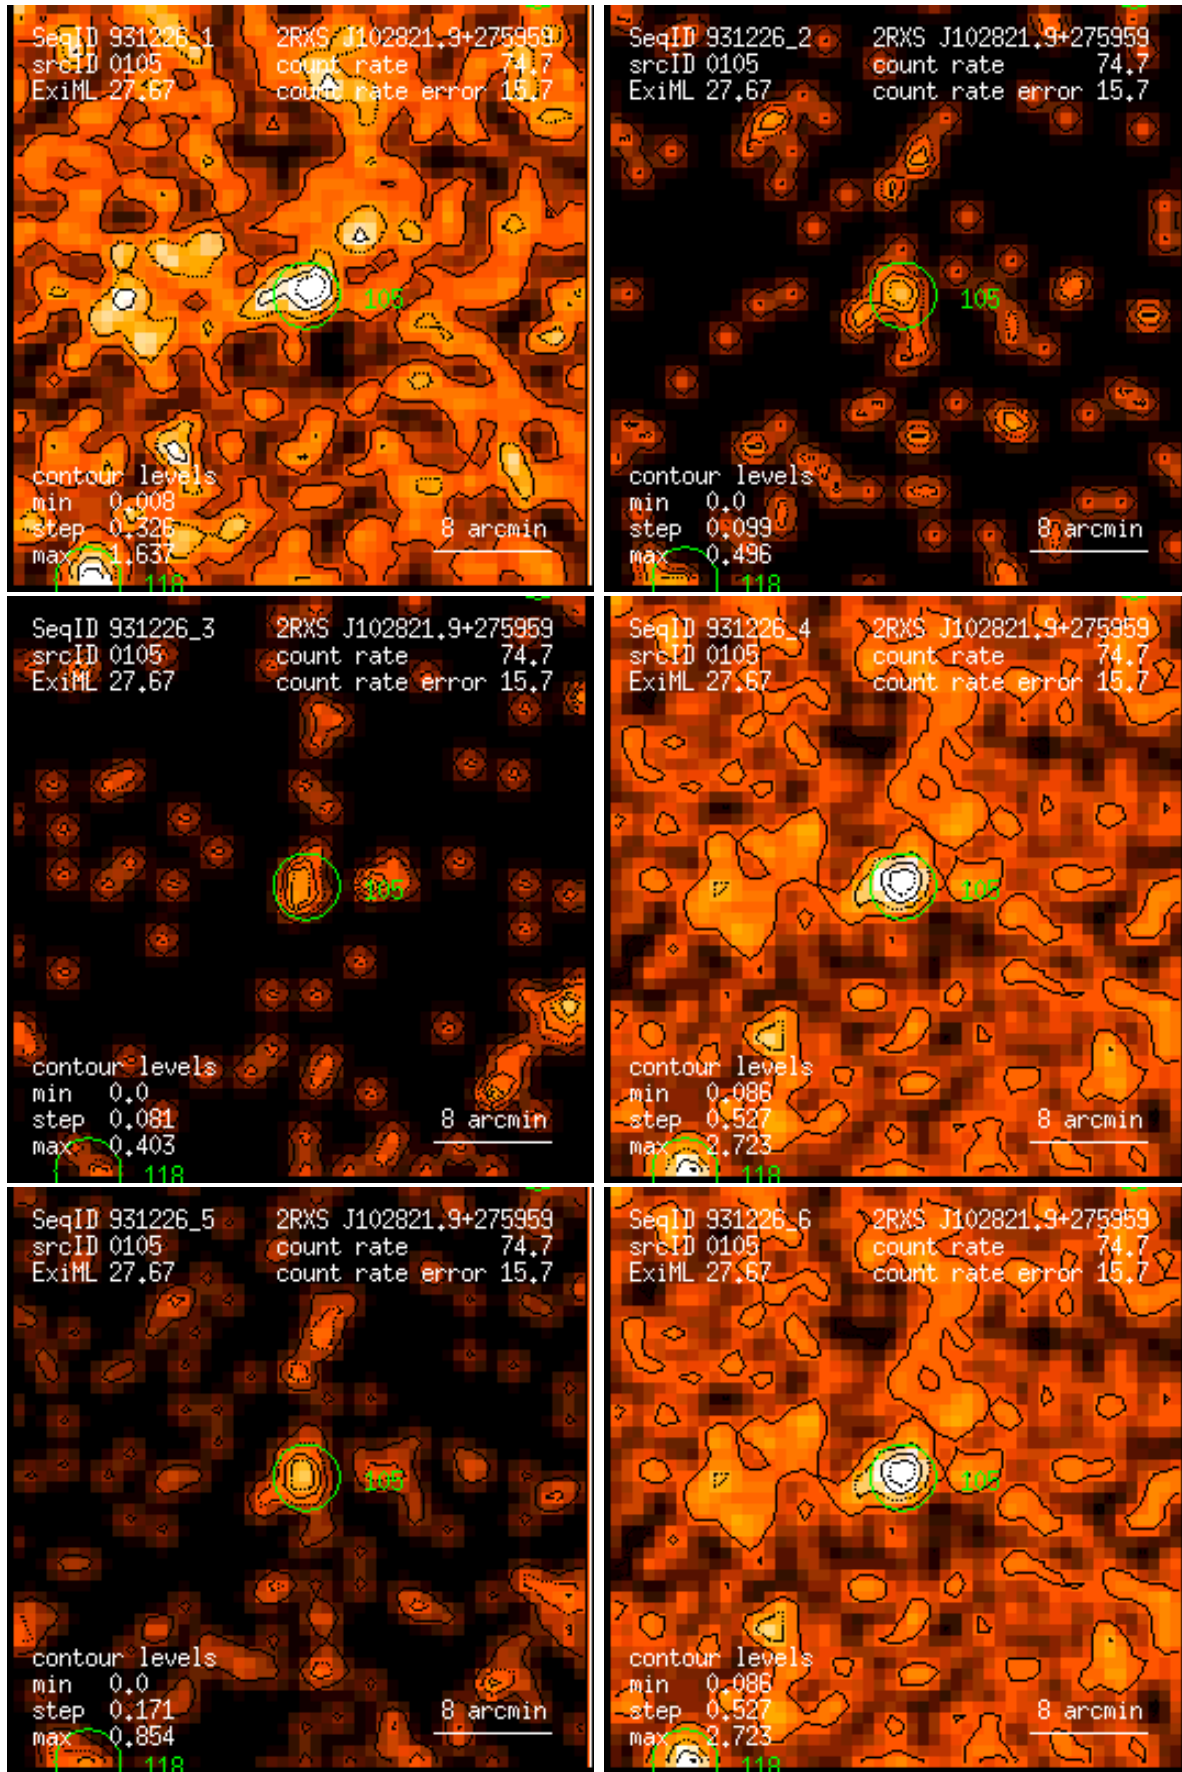 SeqID 931226_1 2RXS J102821.9+275959
srcID 0105 count rate 74.7
ExiML 27.67 count rate error 15.7
105
contour levels
min 0.008
step 0.326
max 1.637
8 arcmin
118
SeqID 931226_2 2RXS J102821.9+275959
srcID 0105 count rate 74.7
ExiML 27.67 count rate error 15.7
105
contour levels
min 0.0
step 0.099
max 0.496
8 arcmin
118
SeqID 931226_3 2RXS J102821.9+275959
srcID 0105 count rate 74.7
ExiML 27.67 count rate error 15.7
105
contour levels
min 0.0
step 0.081
max 0.403
8 arcmin
118
SeqID 931226_4 2RXS J102821.9+275959
srcID 0105 count rate 74.7
ExiML 27.67 count rate error 15.7
105
contour levels
min 0.086
step 0.527
max 2.723
8 arcmin
118
SeqID 931226_5 2RXS J102821.9+275959
srcID 0105 count rate 74.7
ExiML 27.67 count rate error 15.7
105
contour levels
min 0.0
step 0.171
max 0.854
8 arcmin
118
SeqID 931226_6 2RXS J102821.9+275959
srcID 0105 count rate 74.7
ExiML 27.67 count rate error 15.7
105
contour levels
min 0.086
step 0.527
max 2.723
8 arcmin
118